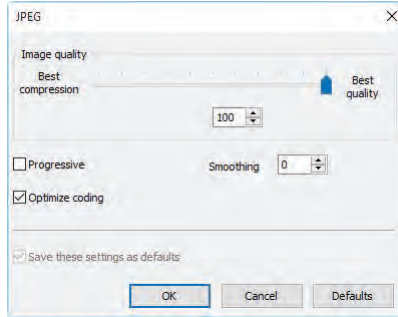 JPEG
Image quality
Best
compression
Best
quality
100
Progressive
Smoothing 0
Optimize coding
Save these settings as defaults
OK Cancel Defaults